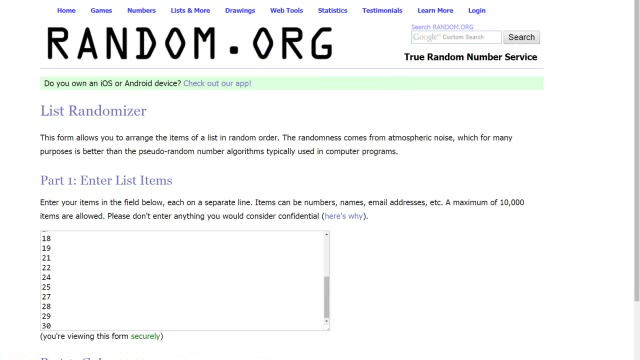 Home Games Numbers Lists & More Drawings Web Tools Statistics Testimonials Learn More Login
RANDOM.ORG
Search RANDOM.ORG
Google™ Custom Search Search
True Random Number Service
Do you own an iOS or Android device? Check out our app!
List Randomizer
This form allows you to arrange the items of a list in random order. The randomness comes from atmospheric noise, which for many
purposes is better than the pseudo-random number algorithms typically used in computer programs.
Part 1: Enter List Items
Enter your items in the field below, each on a separate line. Items can be numbers, names, email addresses, etc. A maximum of 10,000
items are allowed. Please don't enter anything you would consider confidential (here's why).
18
19
21
22
24
25
27
28
29
30
(you're viewing this form securely)